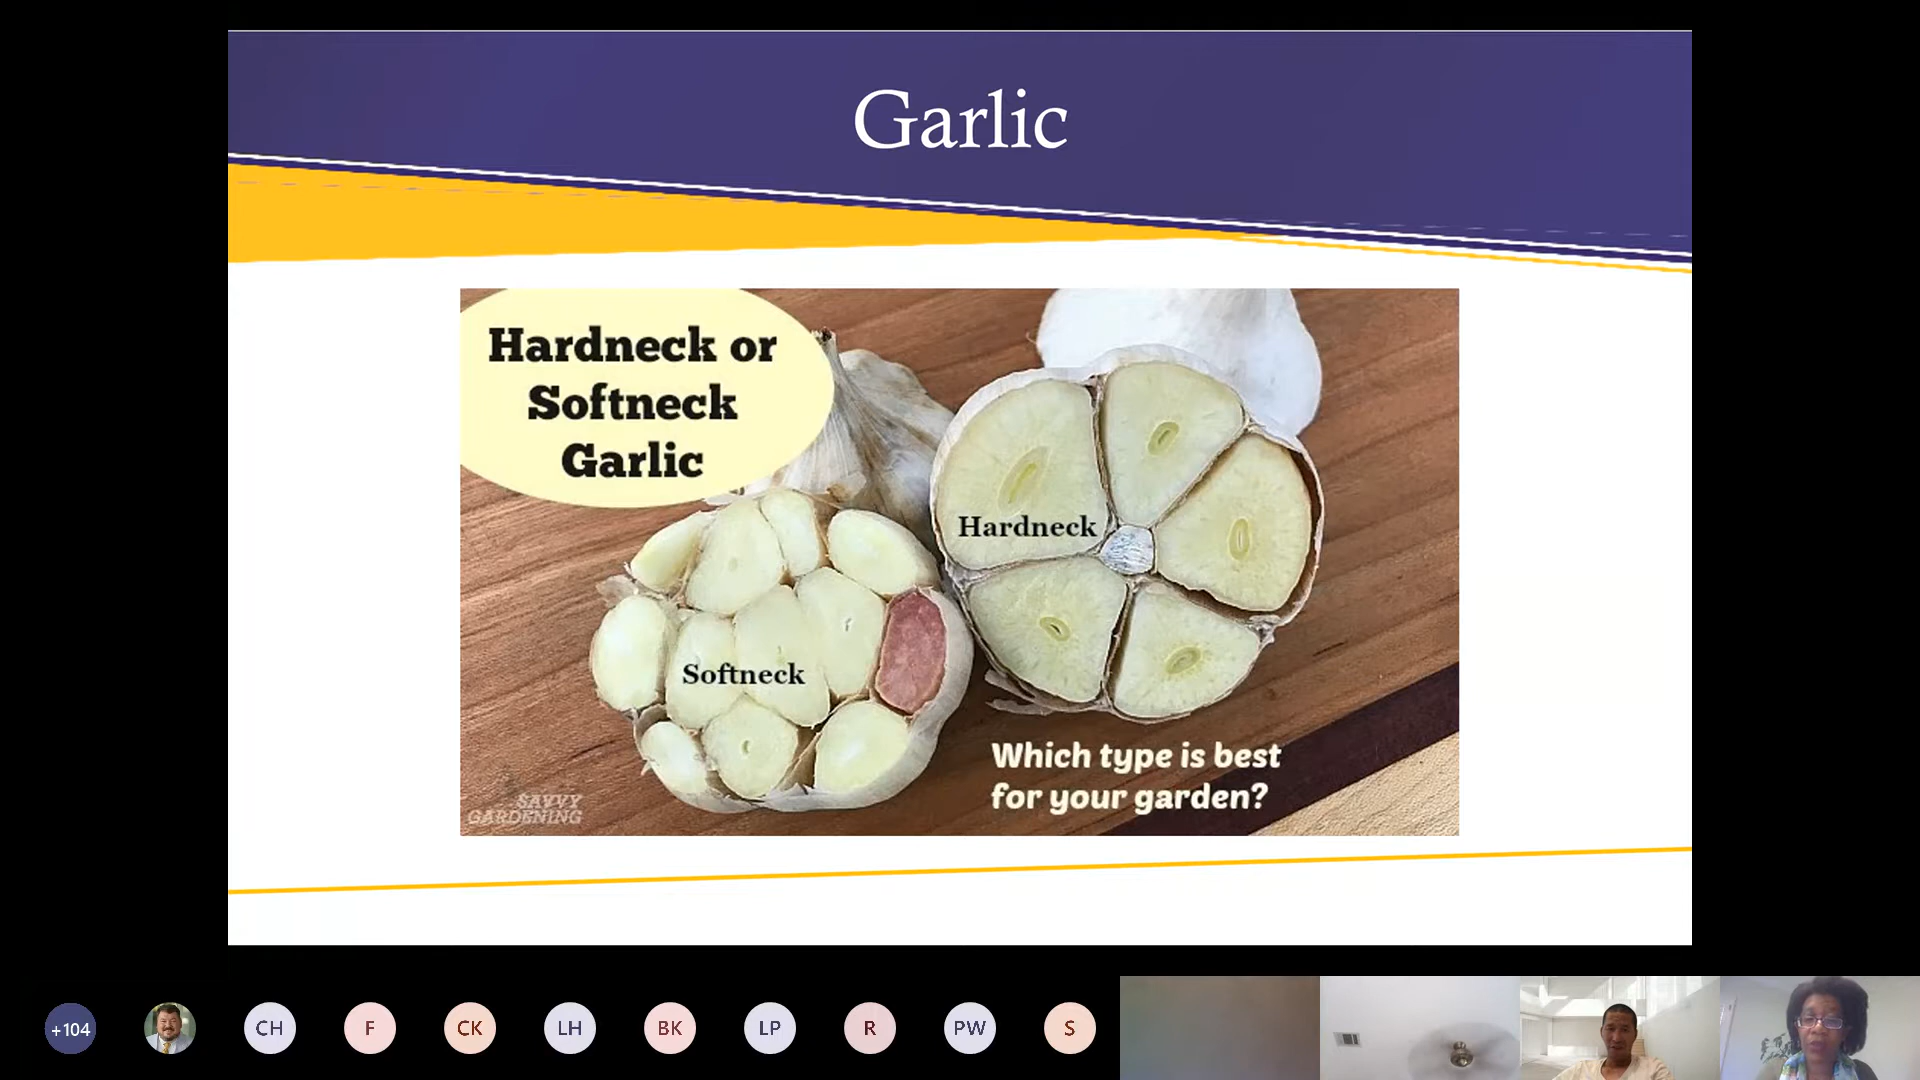 Garlic
Hardneck or
Softneck
Garlic
Hardneck
Softneck
Which type is best
for your garden?
SAVVY
GARDENING
+104
CH
F
CK
LH
BK
LP
R
PW
S